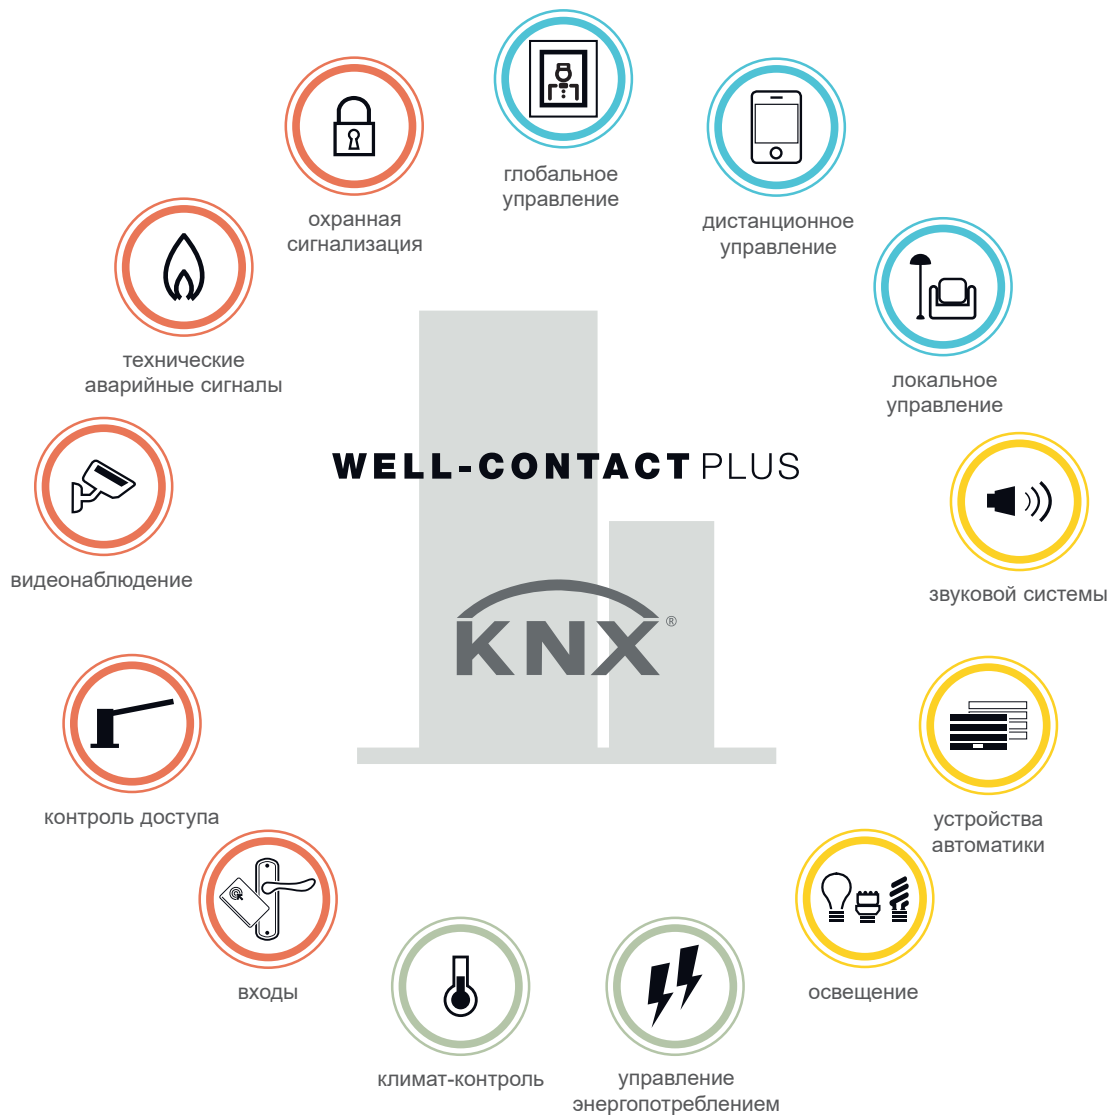 глобальное
управление
охранная
сигнализация
дистанционное
управление
технические
аварийные сигналы
локальное
управление
WELL-CONTACT PLUS
видеонаблюдение
звуковой системы
KNX®
контроль доступа
устройства
автоматики
входы
освещение
климат-контроль
управление
энергопотреблением